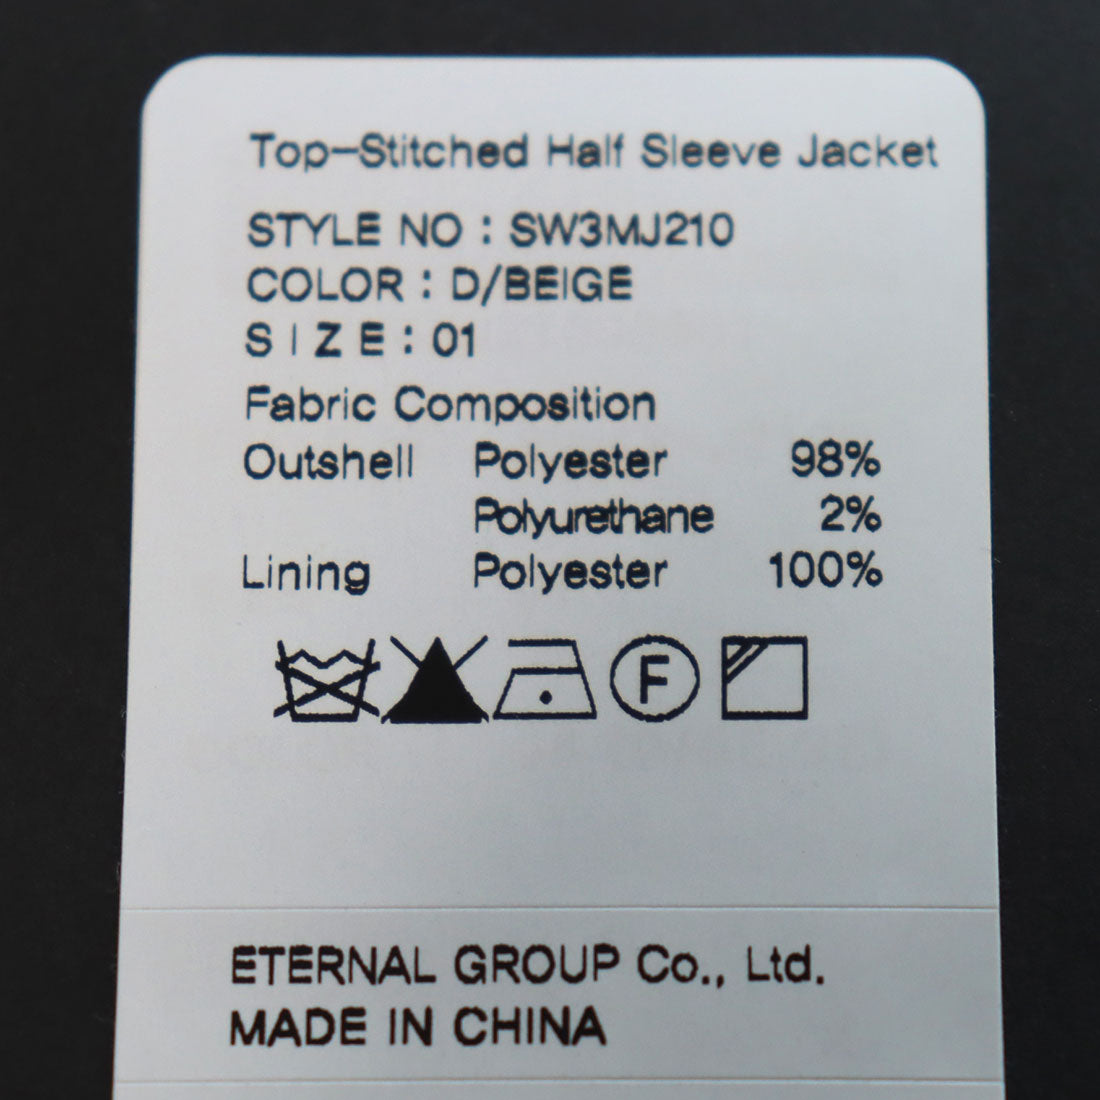 Top-Stitched Half Sleeve Jacket
STYLE NO : SW3MJ210
COLOR : D/BEIGE
SIZE : 01
Fabric Composition
Outshell Polyester 98%
Polyurethane 2%
Lining Polyester 100%
F
ETERNAL GROUP Co., Ltd.
MADE IN CHINA